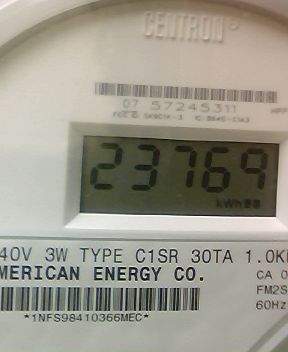 CENTRON®
07 57245311
23769
kWh
40V 3W TYPE C1SR 30TA 1.0K
MERICAN ENERGY CO.
CA 0
FM2S
60Hz
*1NFS98410366MEC*